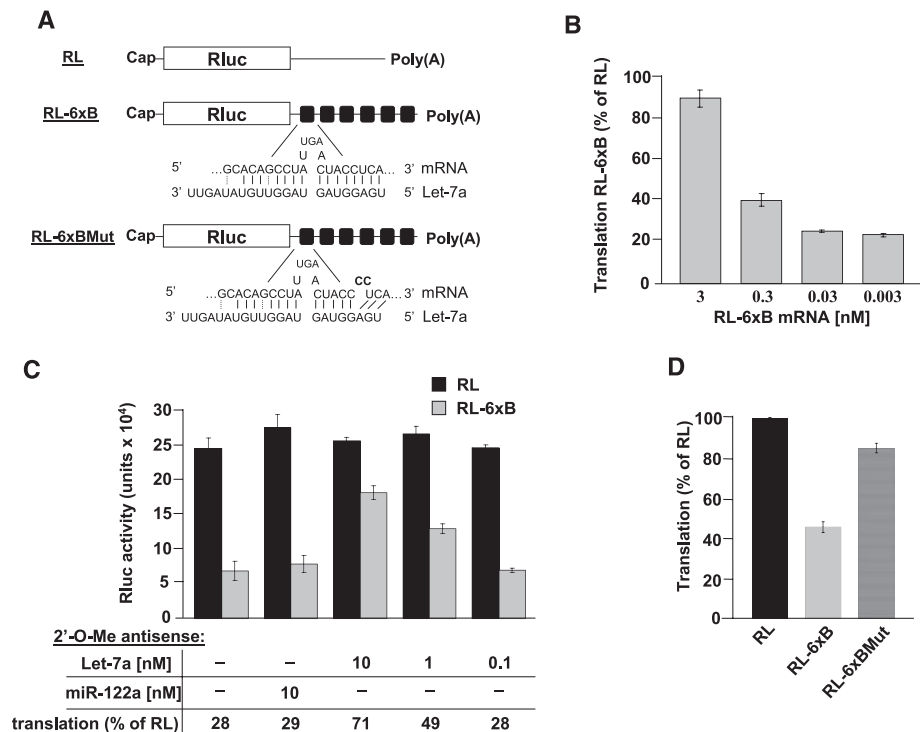 A
RL
Cap
Rluc
Poly(A)
RL-6xB
Cap
Rluc
Poly(A)
UGA
U A
5' ...GCACAGCCUA CUACCUCA... 3' mRNA
3' UUGAUAUGUUGGAU GAUGGAGU 5' Let-7a
RL-6xBMut
Cap
Rluc
Poly(A)
UGA
U A CC
5' ...GCACAGCCUA CUACC UCA... 3' mRNA
3' UUGAUAUGUUGGAU GAUGGAGU 5' Let-7a
B
Translation RL-6xB (% of RL)
100
80
60
40
20
0
3 0.3 0.03 0.003
RL-6xB mRNA [nM]
C
RL
RL-6xB
Rluc activity (units x 10⁴)
30
25
20
15
10
5
0
2'-O-Me antisense:
Let-7a [nM] – – 10 1 0.1
miR-122a [nM] – 10 – – –
translation (% of RL) 28 29 71 49 28
D
Translation (% of RL)
100
80
60
40
20
0
RL
RL-6xB
RL-6xBMut